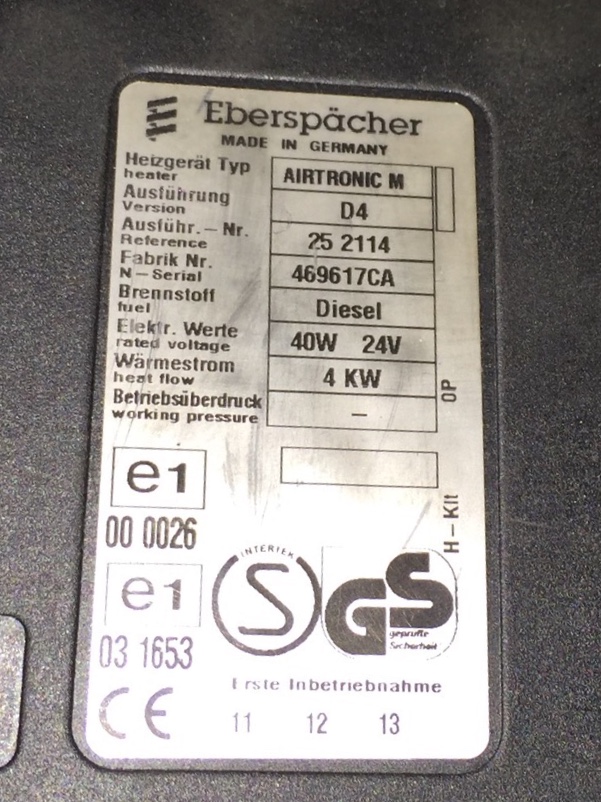 Eberspächer
MADE IN GERMANY
Heizgerät Typ
heater
AIRTRONIC M
Ausführung
Version
D4
Ausführ. – Nr.
Reference
25 2114
Fabrik Nr.
N – Serial
469617CA
Brennstoff
fuel
Diesel
Elektr. Werte
rated voltage
40W 24V
Wärmestrom
heat flow
4 KW
Betriebsüberdruck
working pressure
–
OP
H – Kit
e1
00 0026
e1
03 1653
INTERTEK
S
GS
geprüfte
Sicherheit
CE
Erste Inbetriebnahme
11 12 13